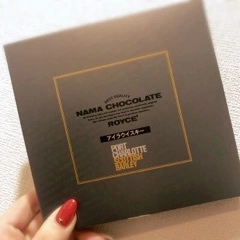 NAMA CHOCOLATE
ROYCE'
アイラウイスキー
PORT
CHARLOTTE
SCOTTISH
BARLEY